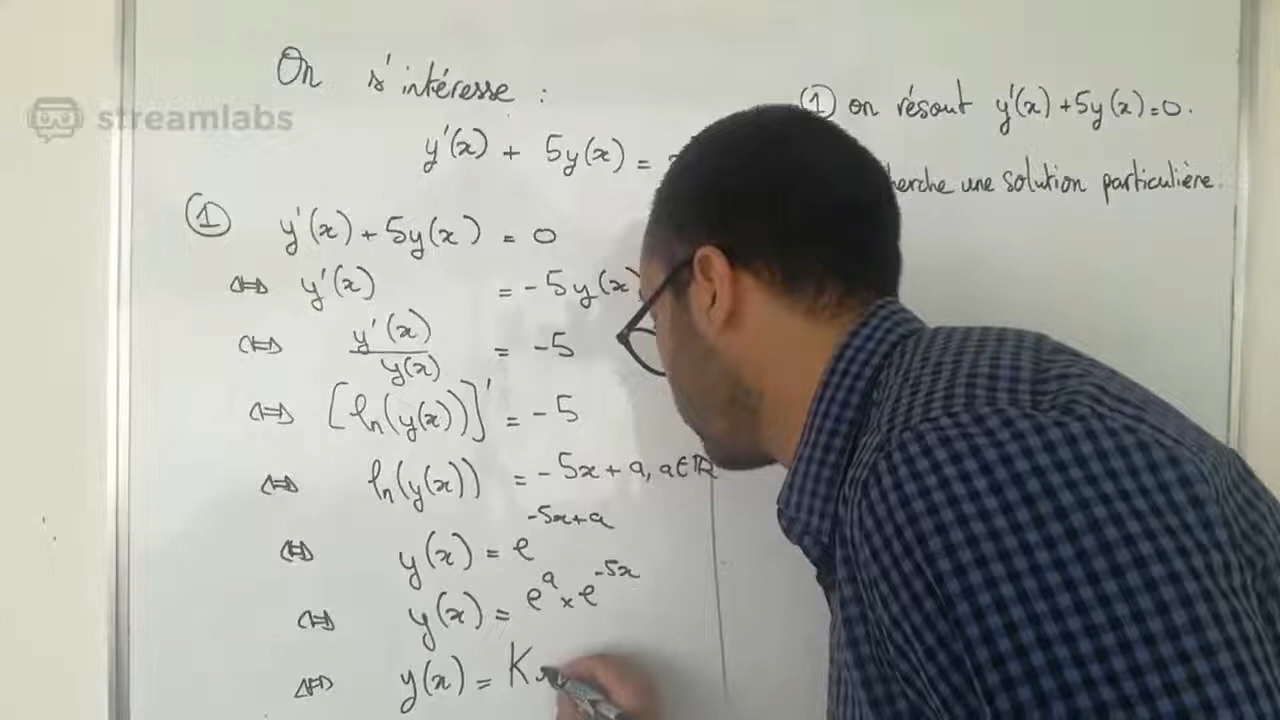 On s'intéresse :
streamlabs
y'(x) + 5y(x) =
① y'(x) + 5y(x) = 0
⇔ y'(x) = -5y(x)
⇔ y'(x)/y(x) = -5
⇔ [ln(y(x))]' = -5
⇔ ln(y(x)) = -5x + a, a∈ℝ
⇔ y(x) = e^(-5x+a)
⇔ y(x) = e^a × e^(-5x)
⇔ y(x) = K
① on résout y'(x) + 5y(x) = 0.
une solution particulière.